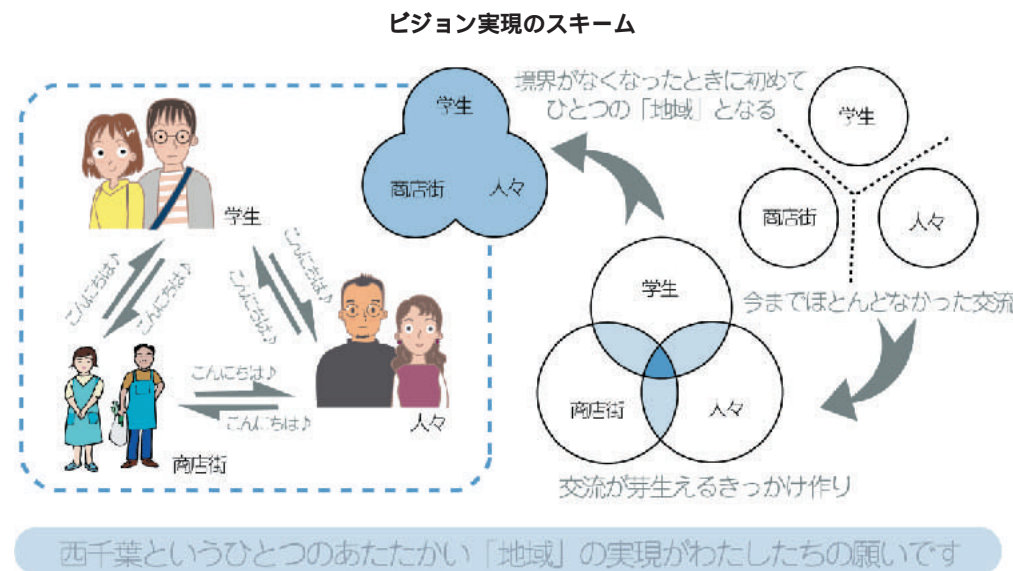 ビジョン実現のスキーム
学生
こんにちは♪
こんにちは♪
こんにちは♪
こんにちは♪
こんにちは♪
こんにちは♪
人々
商店街
学生
商店街
人々
境界がなくなったときに初めて
ひとつの「地域」となる
学生
商店街
人々
今までほとんどなかった交流
学生
商店街
人々
交流が芽生えるきっかけ作り
西千葉というひとつのあたたかい「地域」の実現がわたしたちの願いです